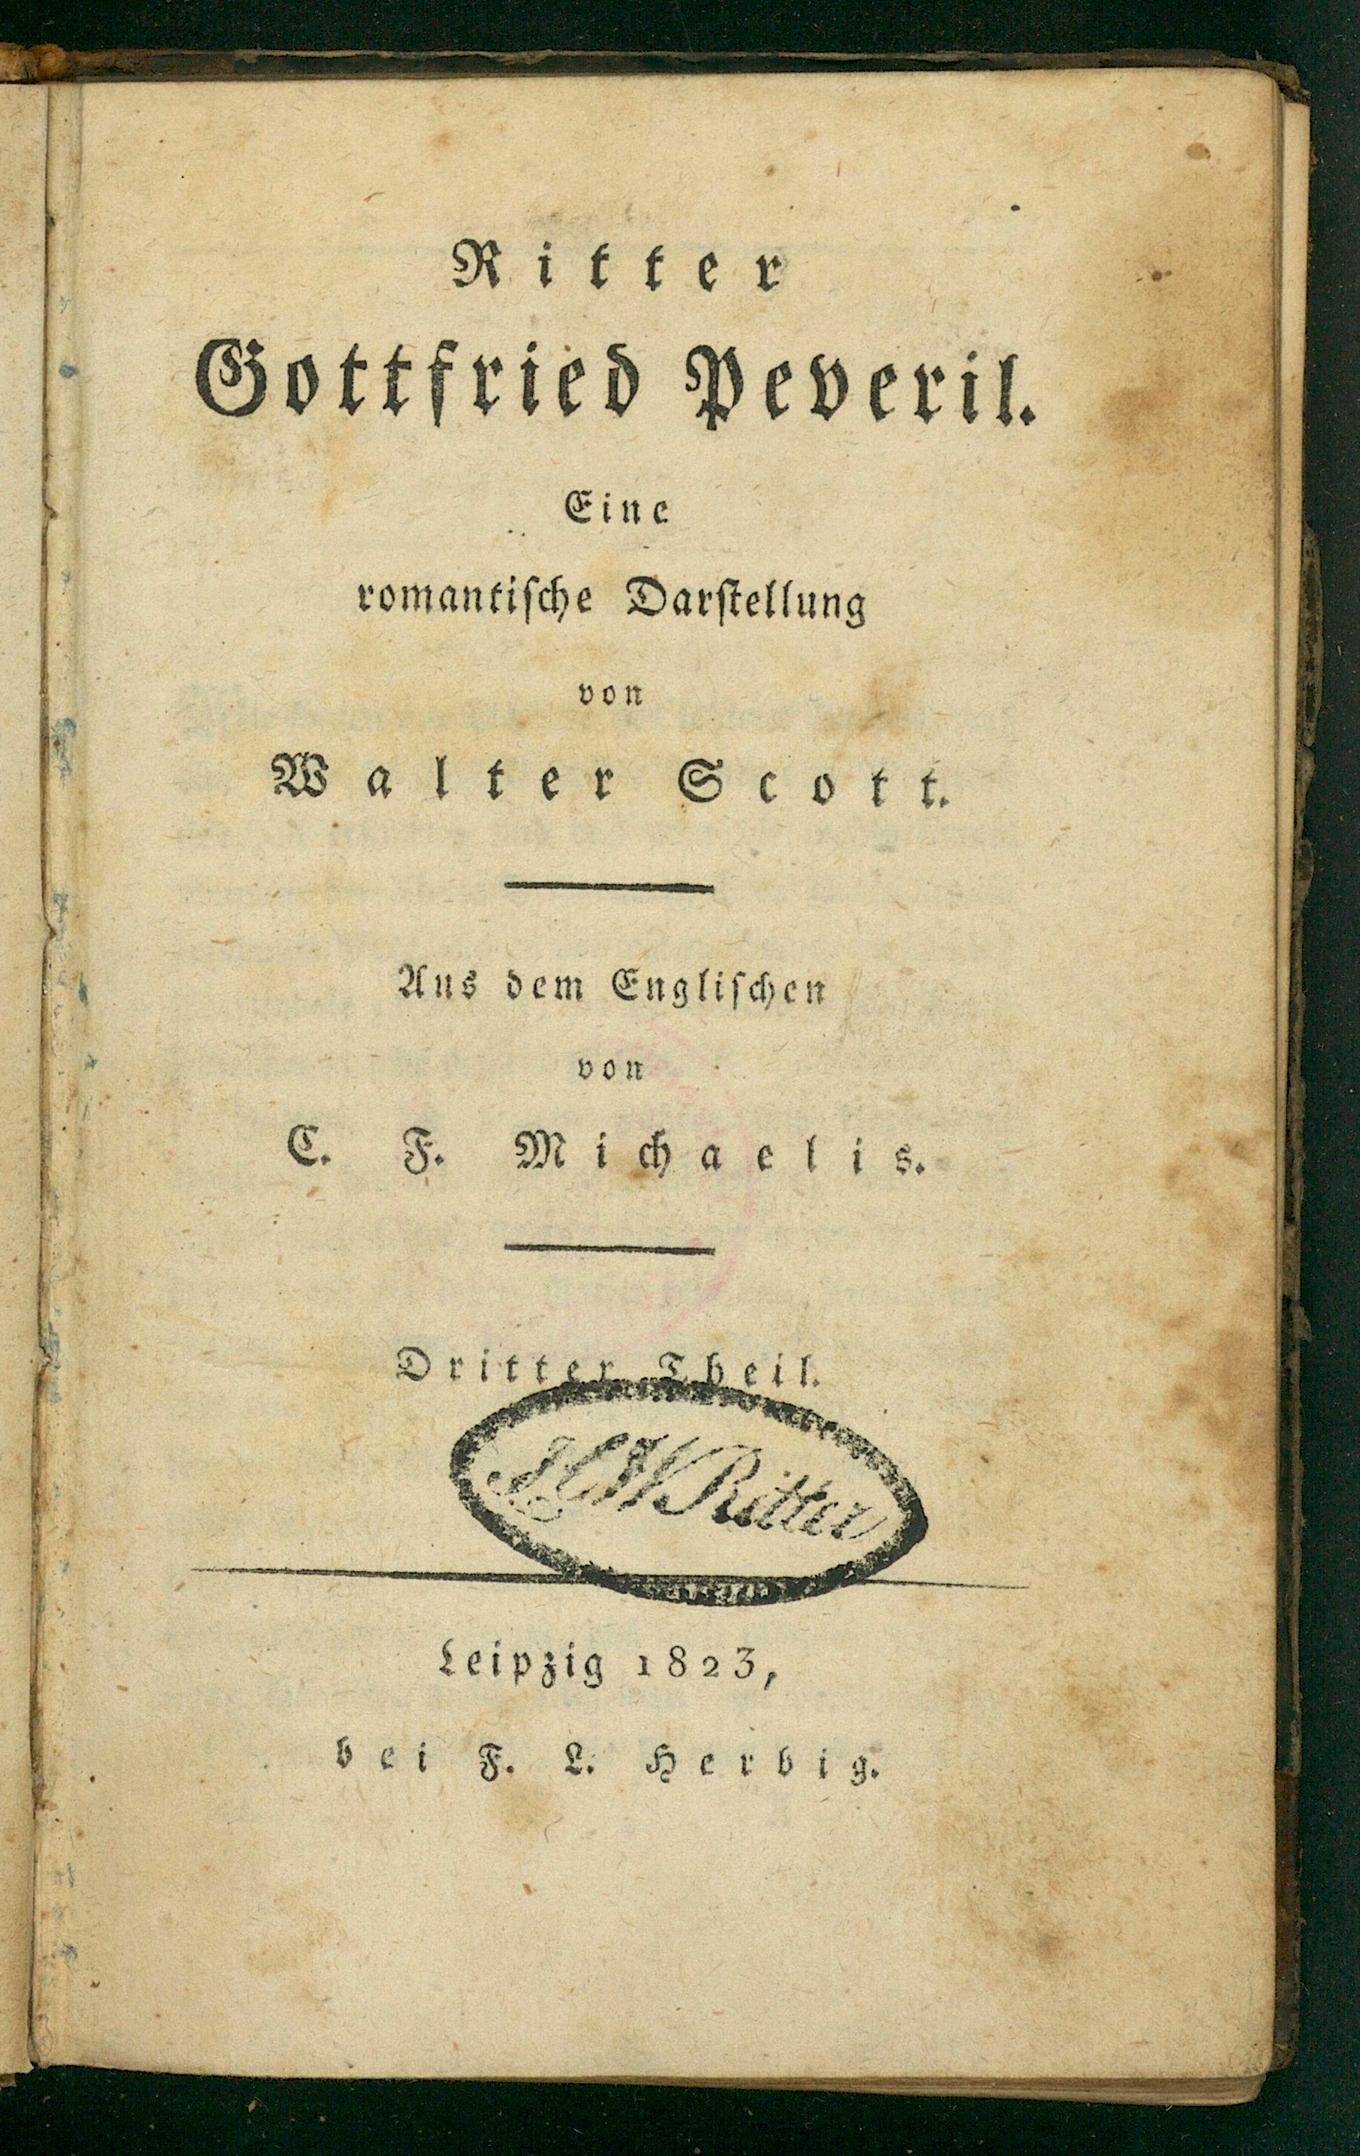 Ritter
Gottfried Peveril.
Eine
romantiſche Darſtellung
von
Walter Scott.
Aus dem Engliſchen
von
C. F. Michaelis.
Dritter Theil.
Ritter
Leipzig 1823,
bei F. L. Herbig.